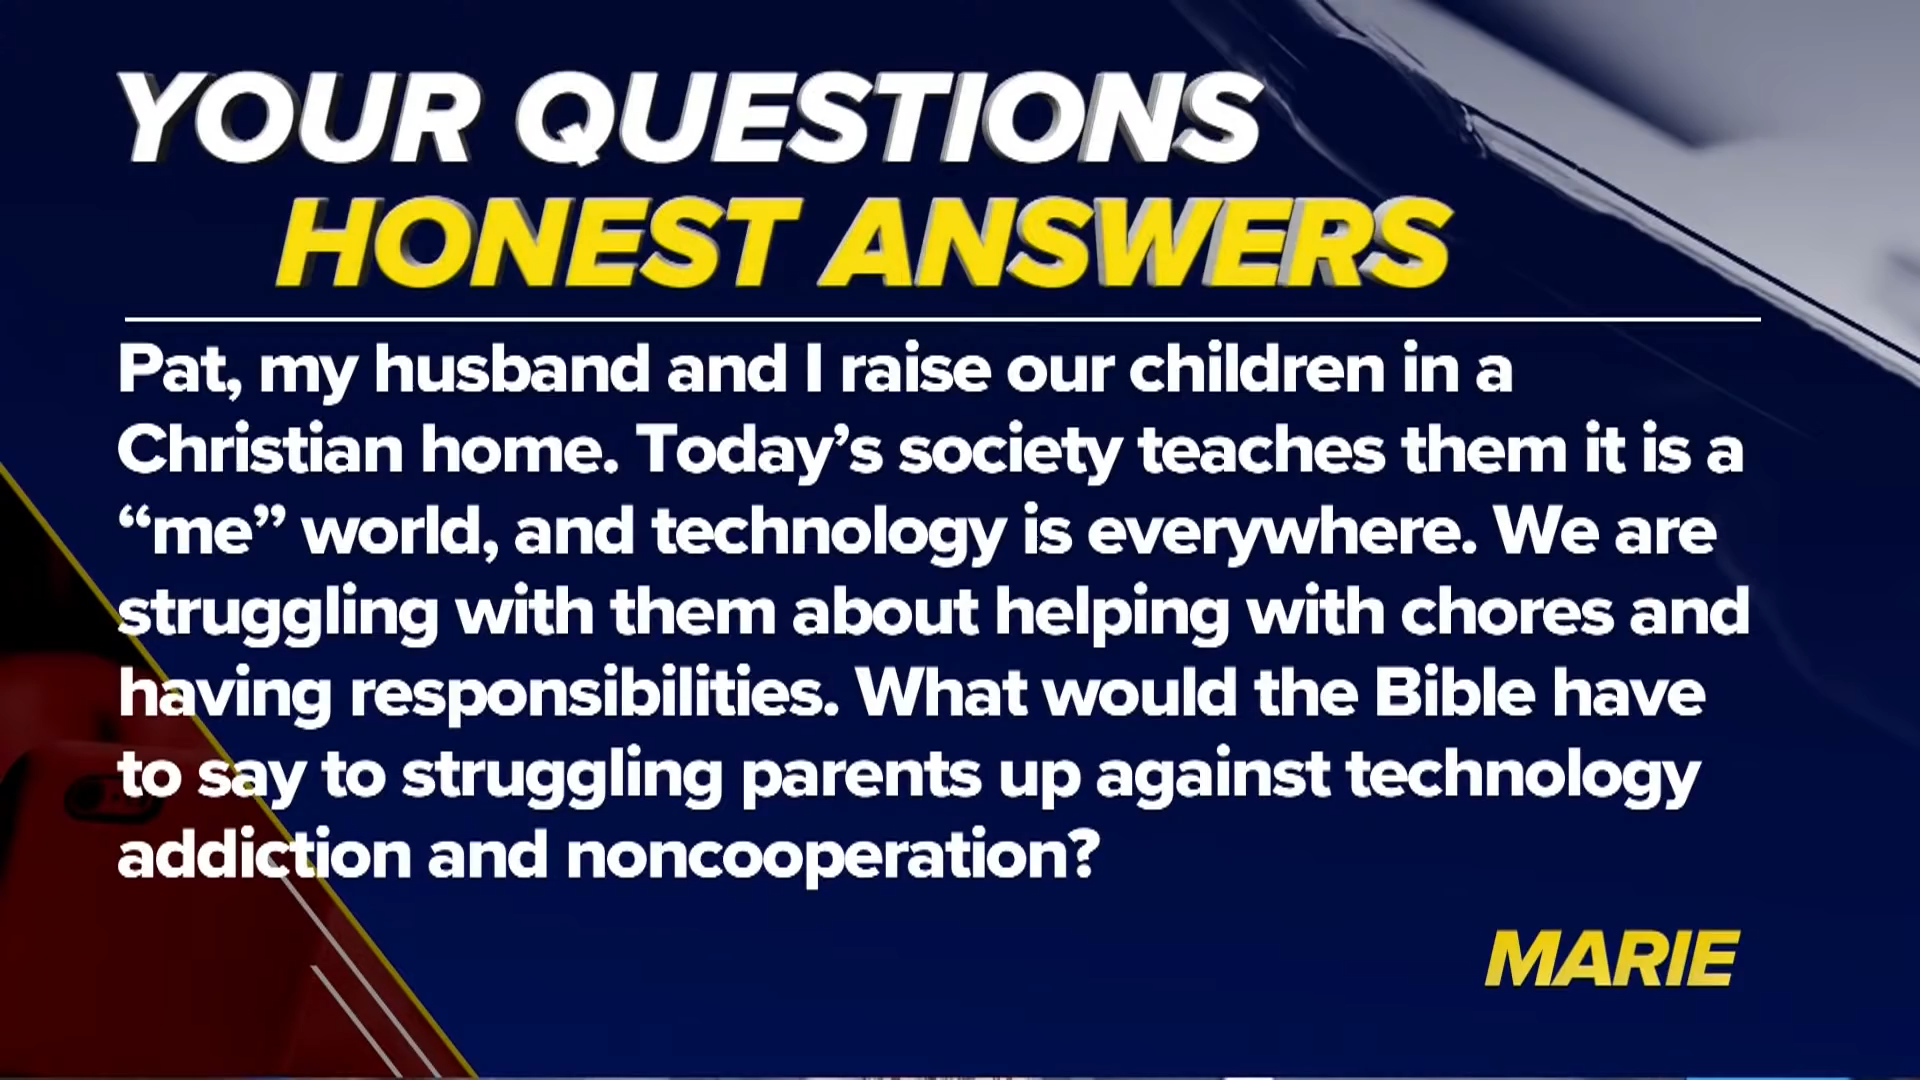 YOUR QUESTIONS
HONEST ANSWERS
Pat, my husband and I raise our children in a
Christian home. Today’s society teaches them it is a
“me” world, and technology is everywhere. We are
struggling with them about helping with chores and
having responsibilities. What would the Bible have
to say to struggling parents up against technology
addiction and noncooperation?
MARIE